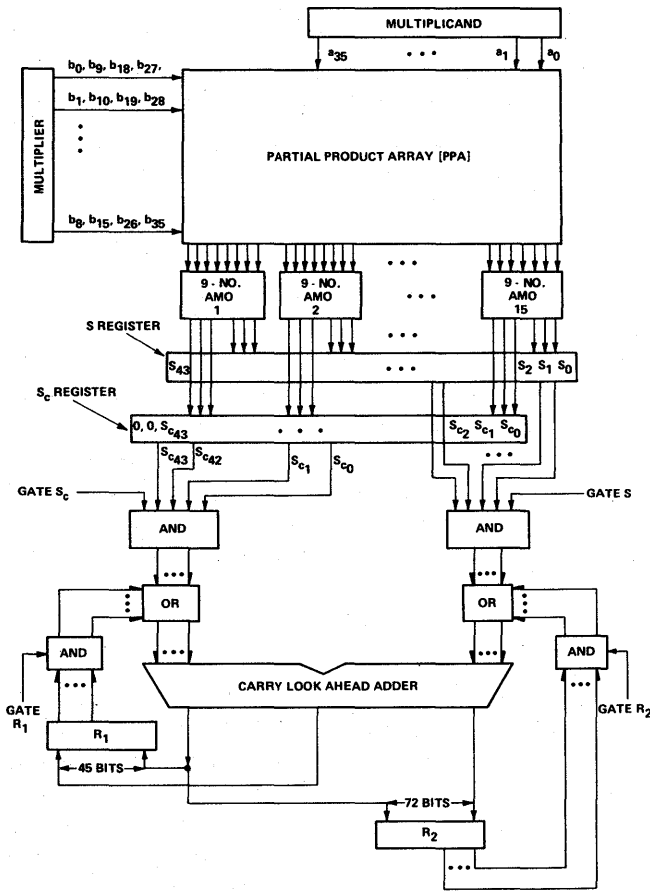 MULTIPLICAND
a35 • • • a1 a0
b0, b9, b18, b27,
b1, b10, b19, b28
MULTIPLIER
b8, b15, b26, b35
PARTIAL PRODUCT ARRAY [PPA]
9 - NO.
AMO
1
9 - NO.
AMO
2
9 - NO.
AMO
15
S REGISTER
S43 • • • S2 S1 S0
Sc REGISTER
0, 0, Sc43 • • • Sc2 Sc1 Sc0
Sc43 Sc42 Sc1 Sc0
GATE Sc
GATE S
AND
AND
OR
OR
AND
AND
CARRY LOOK AHEAD ADDER
GATE
R1
GATE R2
R1
45 BITS
72 BITS
R2